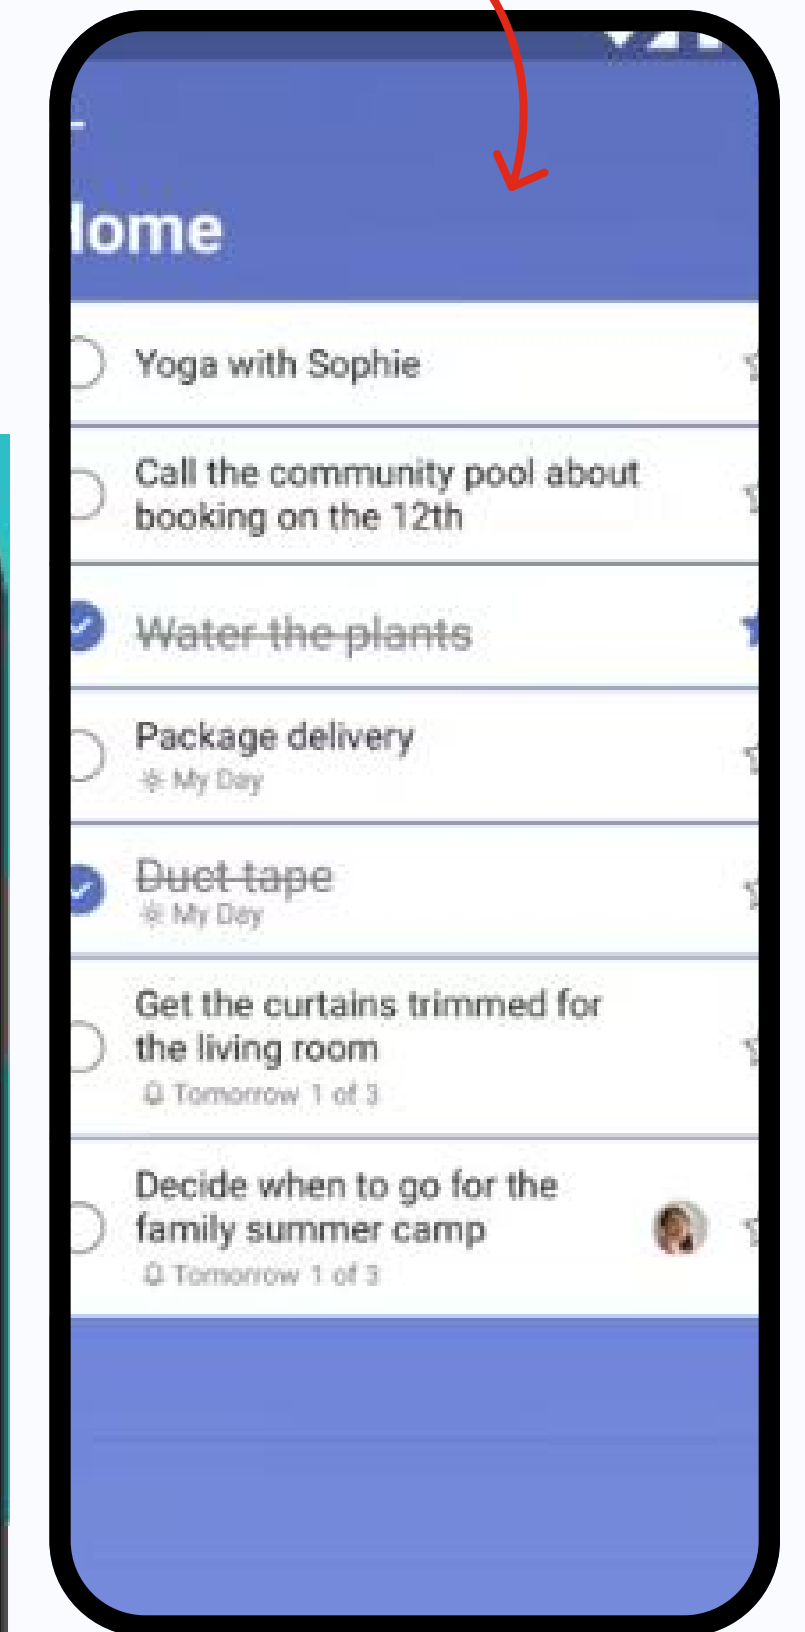 Home
Yoga with Sophie
Call the community pool about
booking on the 12th
Water the plants
Package delivery
My Day
Duct tape
My Day
Get the curtains trimmed for
the living room
Tomorrow 1 of 3
Decide when to go for the
family summer camp
Tomorrow 1 of 3